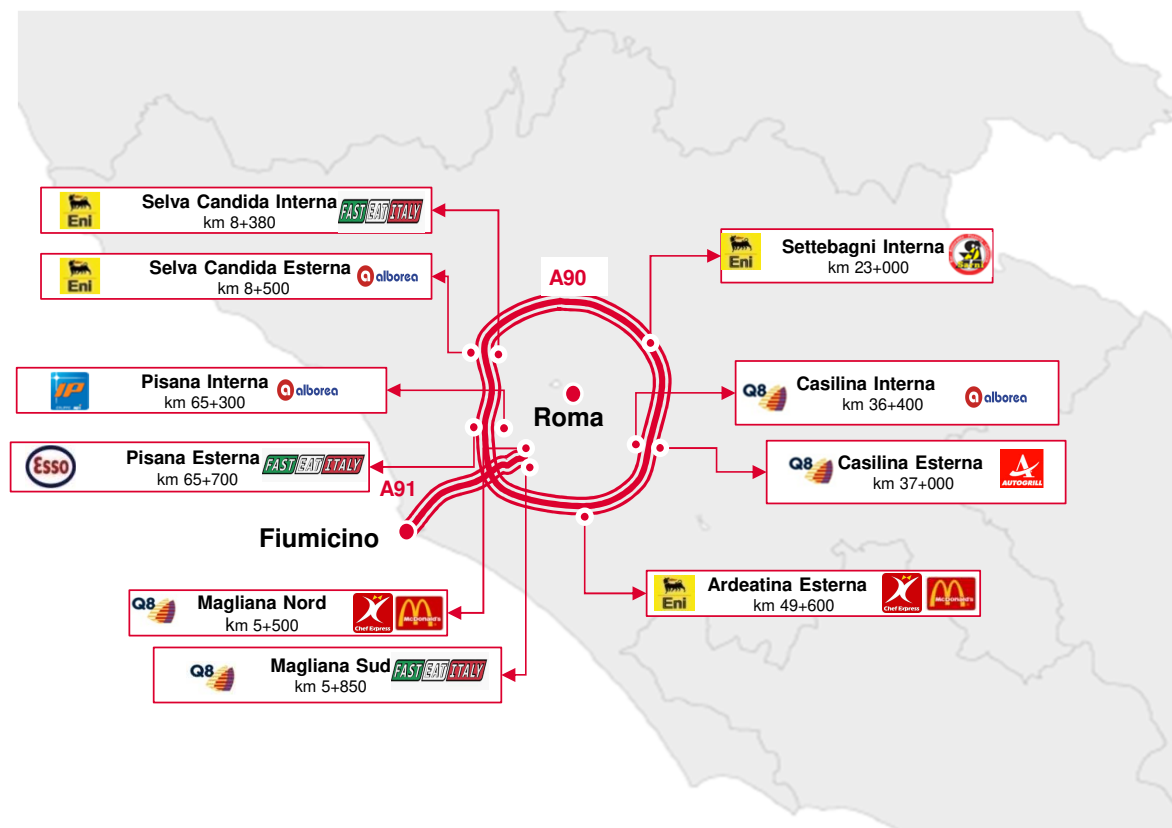 Eni
Selva Candida Interna
km 8+380
FAST EAT ITALY
Eni
Selva Candida Esterna
km 8+500
a alborea
IP
Pisana Interna
km 65+300
a alborea
Esso
Pisana Esterna
km 65+700
FAST EAT ITALY
A90
A91
Roma
Fiumicino
Eni
Settebagni Interna
km 23+000
Q8
Casilina Interna
km 36+400
a alborea
Q8
Casilina Esterna
km 37+000
A
AUTOGRILL
Eni
Ardeatina Esterna
km 49+600
Chef Express
McDonald's
Q8
Magliana Nord
km 5+500
Chef Express
McDonald's
Q8
Magliana Sud
km 5+850
FAST EAT ITALY